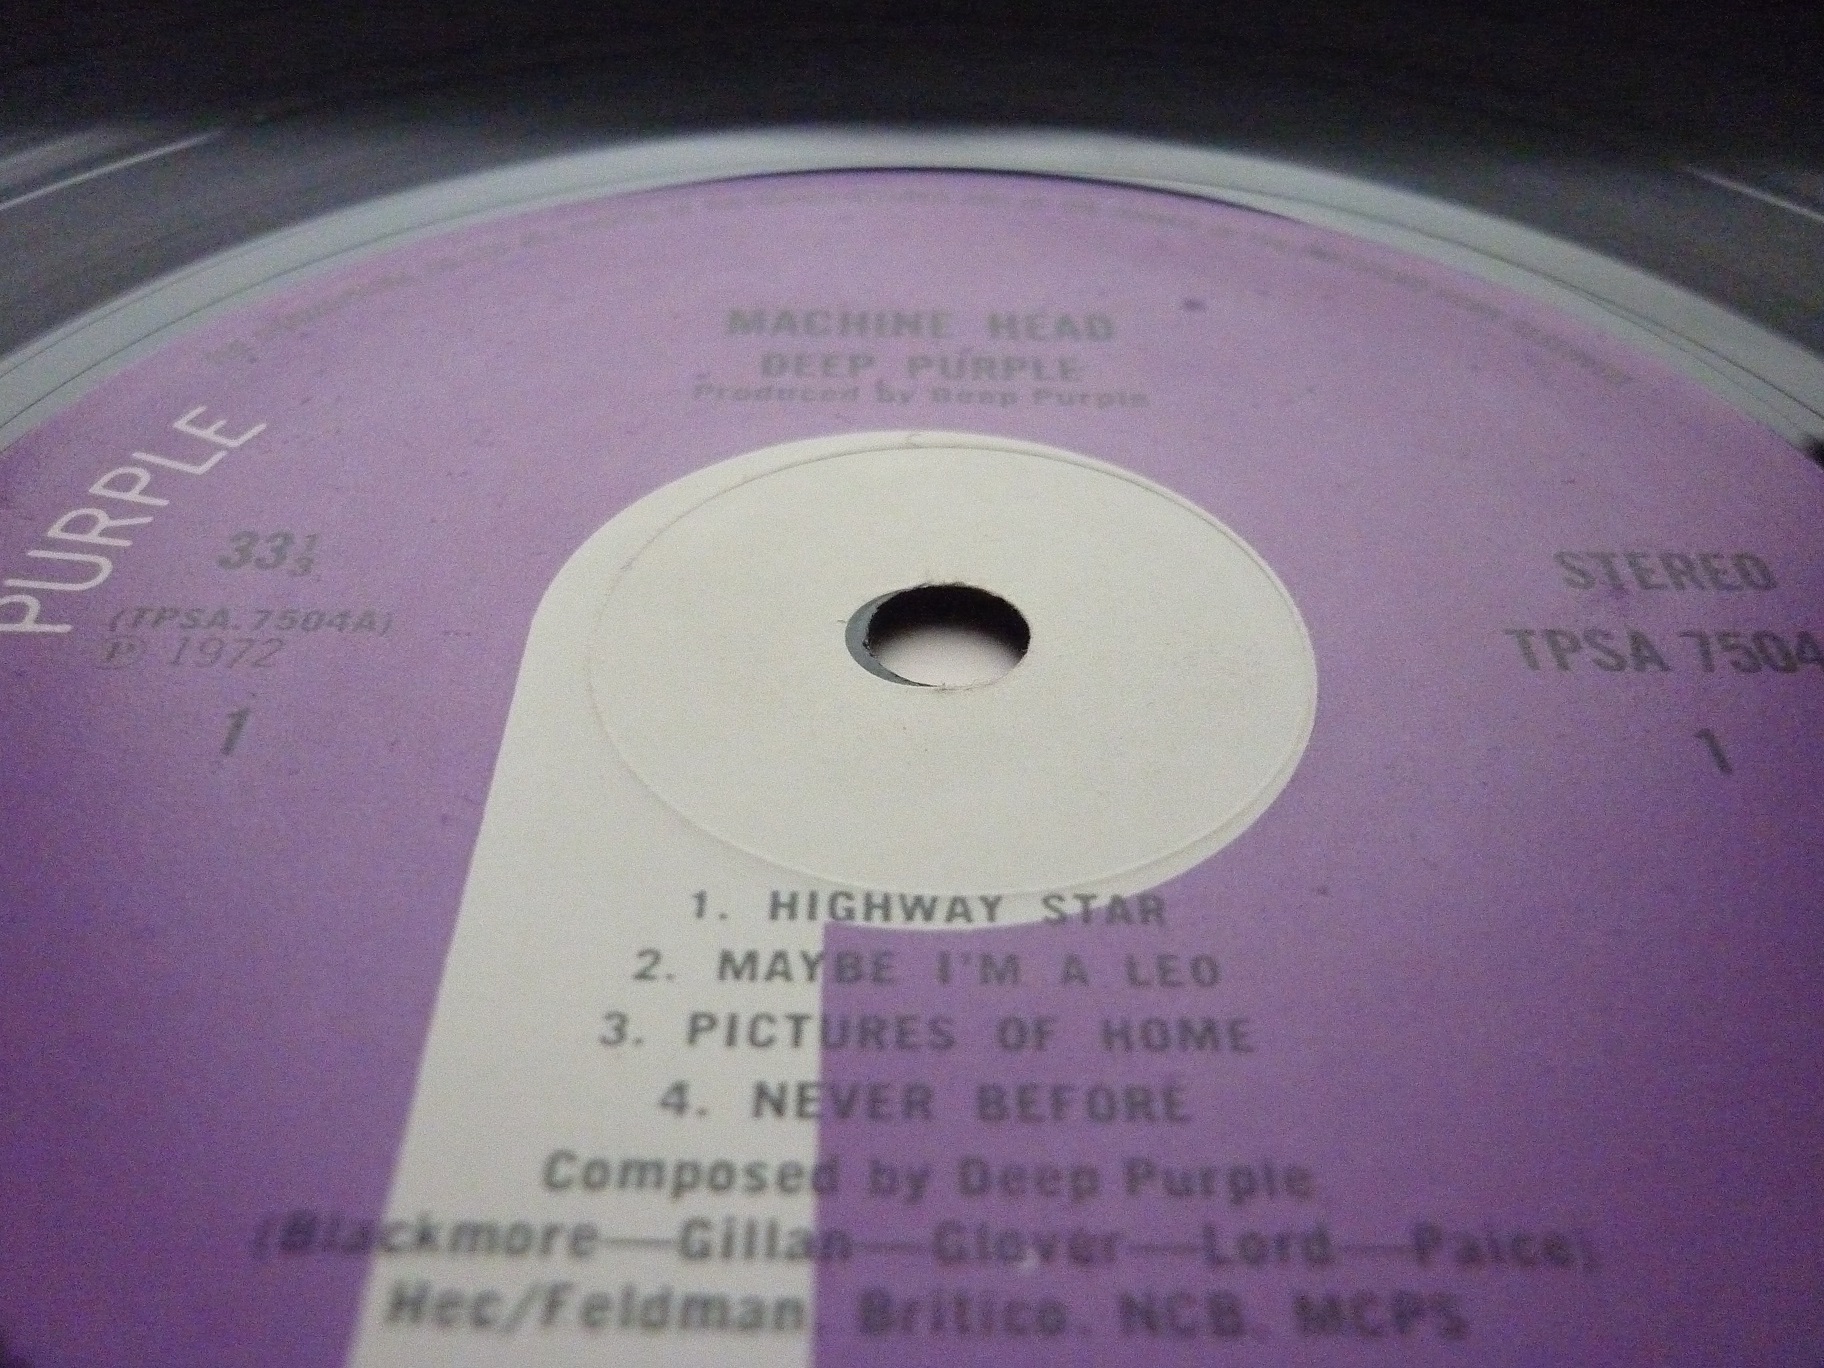 MACHINE HEAD
DEEP PURPLE
Produced by Deep Purple
PURPLE
33 1/3
(TPSA.7504A)
℗ 1972
1
STEREO
TPSA 7504
1
1. HIGHWAY STAR
2. MAYBE I'M A LEO
3. PICTURES OF HOME
4. NEVER BEFORE
Composed by Deep Purple
(Blackmore—Gillan—Glover—Lord—Paice)
Hec/Feldman. Britico. NCB. MCPS